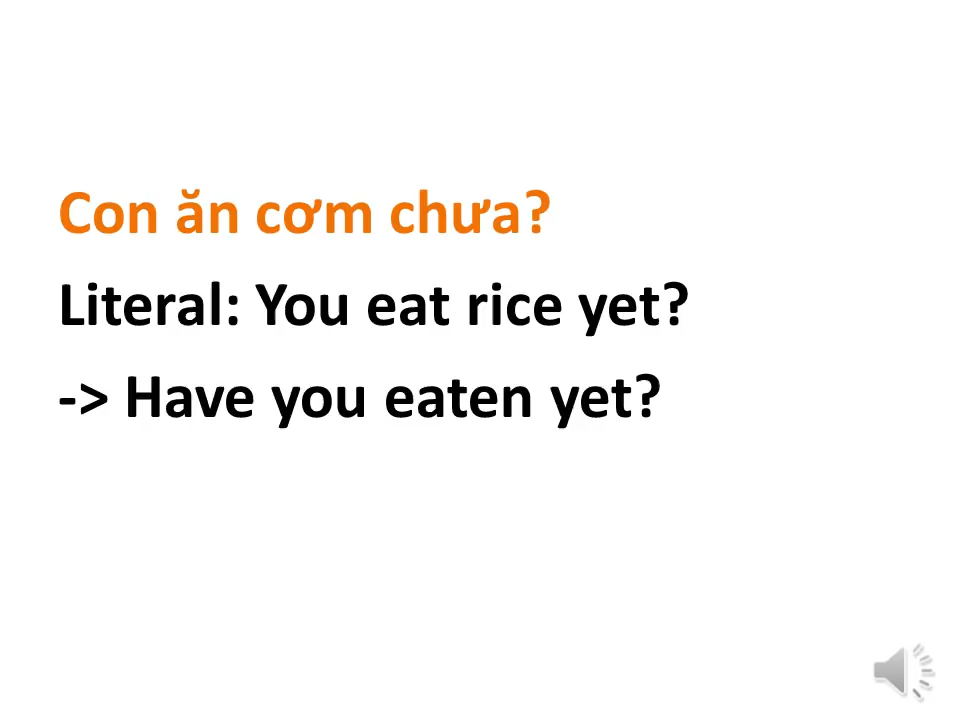 Con ăn cơm chưa?
Literal: You eat rice yet?
-> Have you eaten yet?